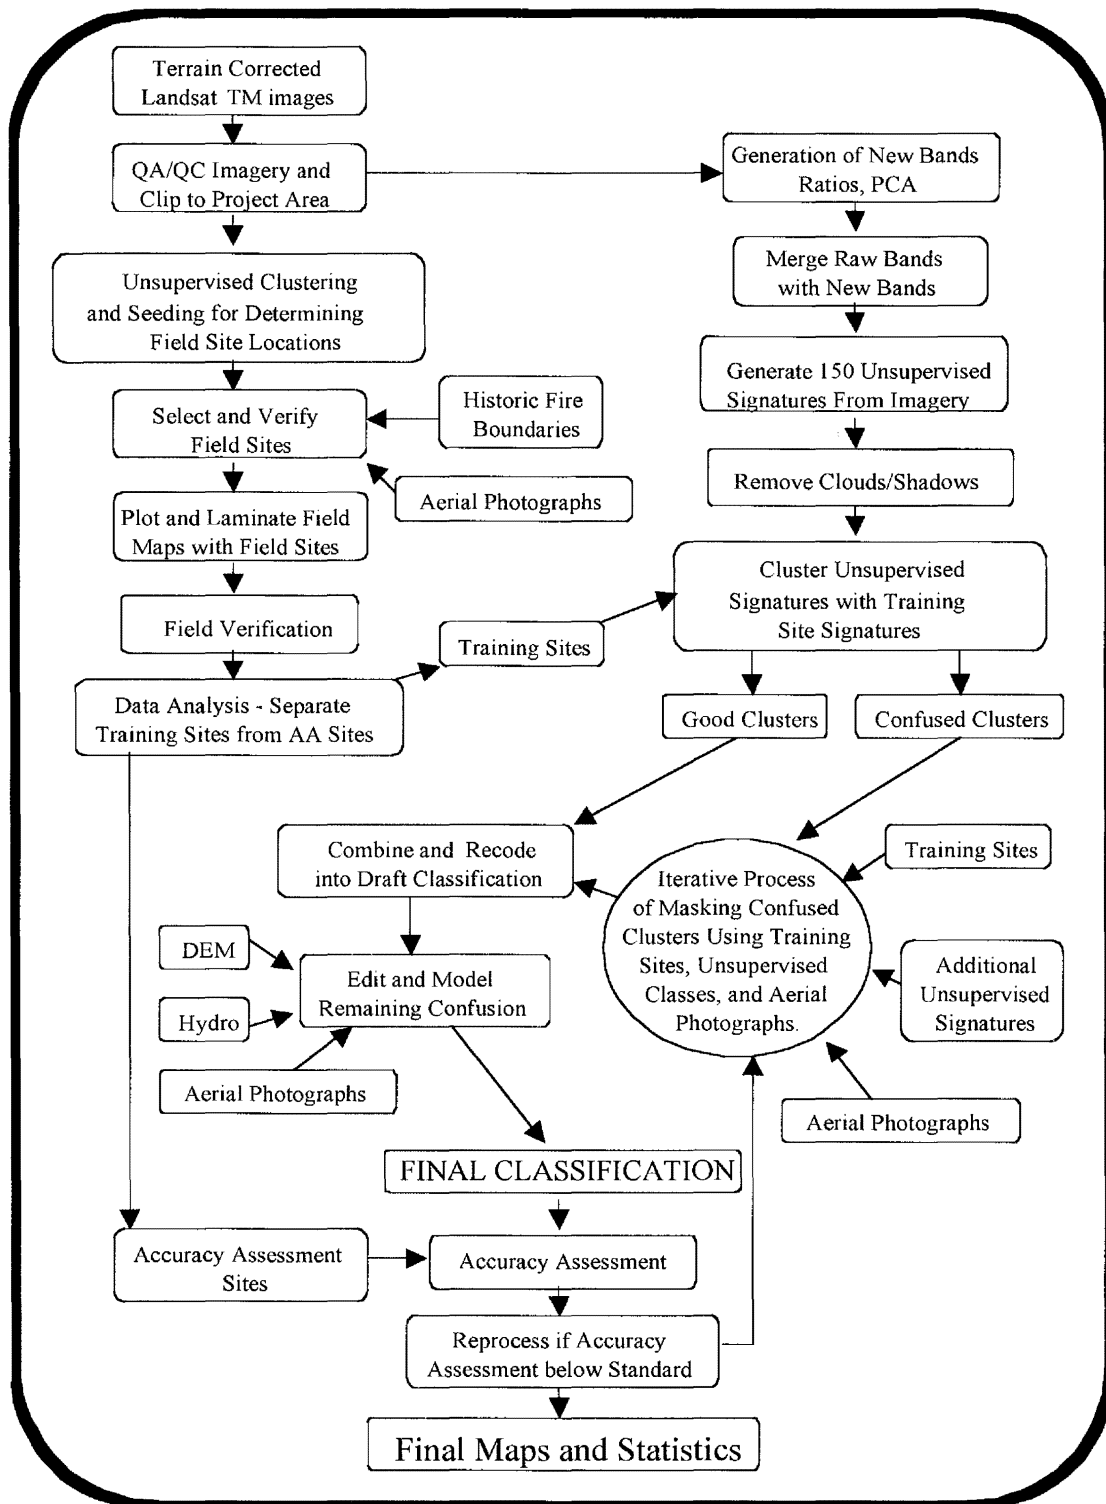 Terrain Corrected
Landsat TM images
QA/QC Imagery and
Clip to Project Area
Generation of New Bands
Ratios, PCA
Unsupervised Clustering
and Seeding for Determining
Field Site Locations
Merge Raw Bands
with New Bands
Generate 150 Unsupervised
Signatures From Imagery
Select and Verify
Field Sites
Historic Fire
Boundaries
Aerial Photographs
Remove Clouds/Shadows
Plot and Laminate Field
Maps with Field Sites
Cluster Unsupervised
Signatures with Training
Site Signatures
Field Verification
Training Sites
Data Analysis - Separate
Training Sites from AA Sites
Good Clusters
Confused Clusters
Combine and Recode
into Draft Classification
Iterative Process
of Masking Confused
Clusters Using Training
Sites, Unsupervised
Classes, and Aerial
Photographs.
Training Sites
DEM
Hydro
Aerial Photographs
Edit and Model
Remaining Confusion
Additional
Unsupervised
Signatures
Aerial Photographs
FINAL CLASSIFICATION
Accuracy Assessment
Sites
Accuracy Assessment
Reprocess if Accuracy
Assessment below Standard
Final Maps and Statistics